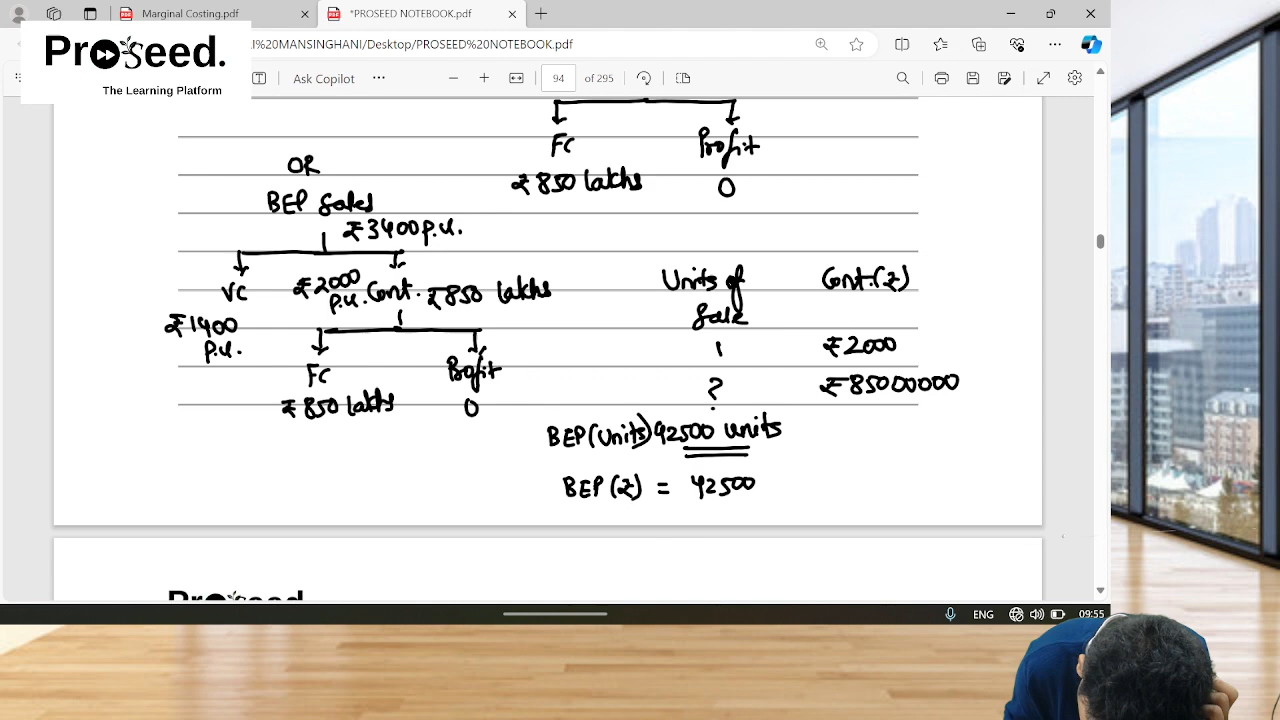 Marginal Costing.pdf
*PROSEED NOTEBOOK.pdf
MANSINGHANI/Desktop/PROSEED%20NOTEBOOK.pdf
Proseed.
The Learning Platform
Ask Copilot
94 of 295
FC
Profit
₹850 lakhs
0
OR
BEP Sales
₹3400 p.u.
VC
₹2000
p.u. Cont. ₹850 lakhs
₹1400
p.u.
FC
Profit
₹850 lakhs
0
Units of
Sale
Cont.(₹)
1
₹2000
?
₹85000000
BEP(Units) 42500 units
BEP(₹) = 42500
Proseed.
ENG
09:55